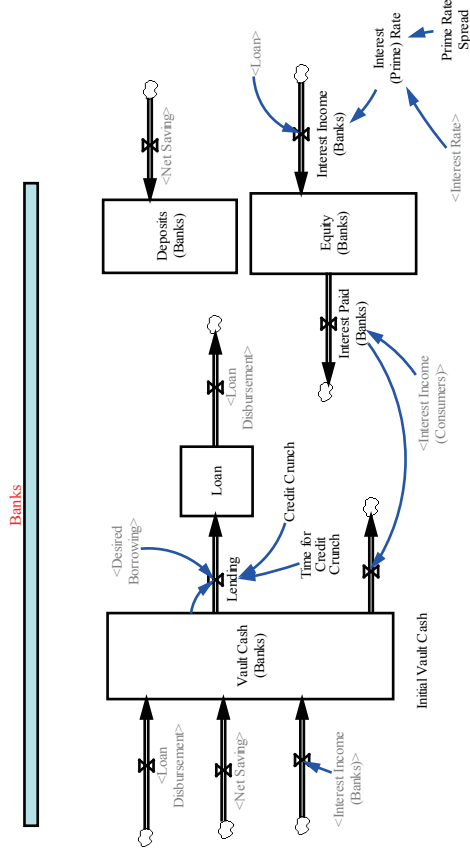 Banks
<Loan
Disbursement>
<Net Saving>
<Interest Income
(Banks)>
Vault Cash
(Banks)
Initial Vault Cash
<Desired
Borrowing>
Lending
Credit Crunch
Time for
Credit
Crunch
Loan
<Loan
Disbursement>
Deposits
(Banks)
<Net Saving>
Interest Paid
(Banks)
<Interest Income
(Consumers)>
Equity
(Banks)
<Loan>
Interest Income
(Banks)
Interest
(Prime) Rate
Prime Rate
Spread
<Interest Rate>